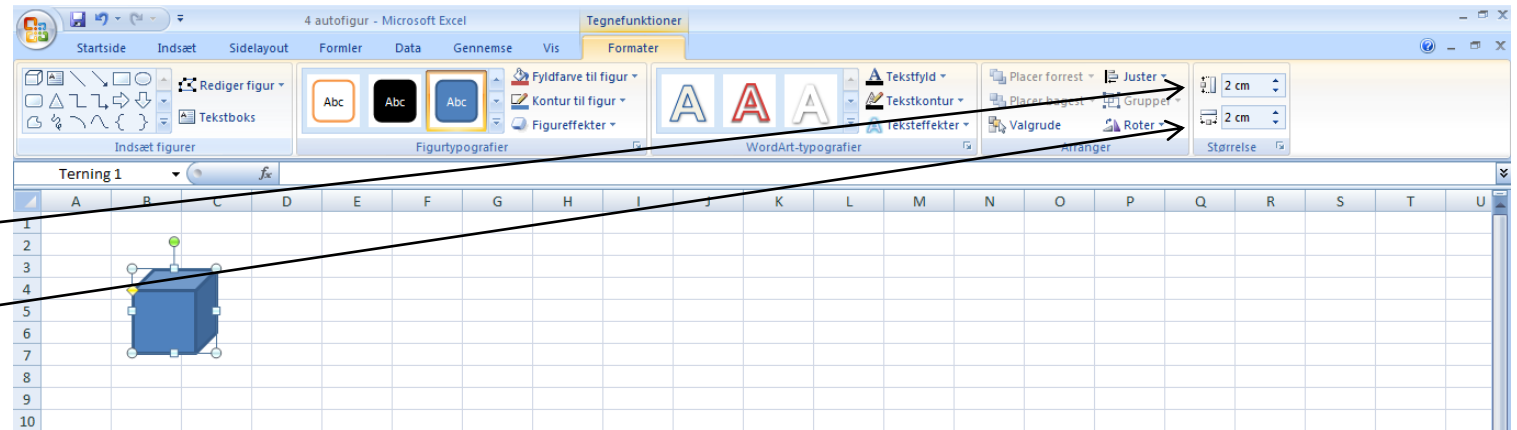 4 autofigur - Microsoft Excel
Tegnefunktioner
Startside Indsæt Sidelayout Formler Data Gennemse Vis Formater
Rediger figur
Tekstboks
Indsæt figurer
Abc Abc Abc
Fyldfarve til figur
Kontur til figur
Figureffekter
Figurtypografier
A A A
Tekstfyld
Tekstkontur
Teksteffekter
WordArt-typografier
Placer forrest
Placer bagest
Valgrude
Juster
Grupper
Roter
Arranger
2 cm
2 cm
Størrelse
Terning 1 fx
A B C D E F G H I J K L M N O P Q R S T U
1
2
3
4
5
6
7
8
9
10